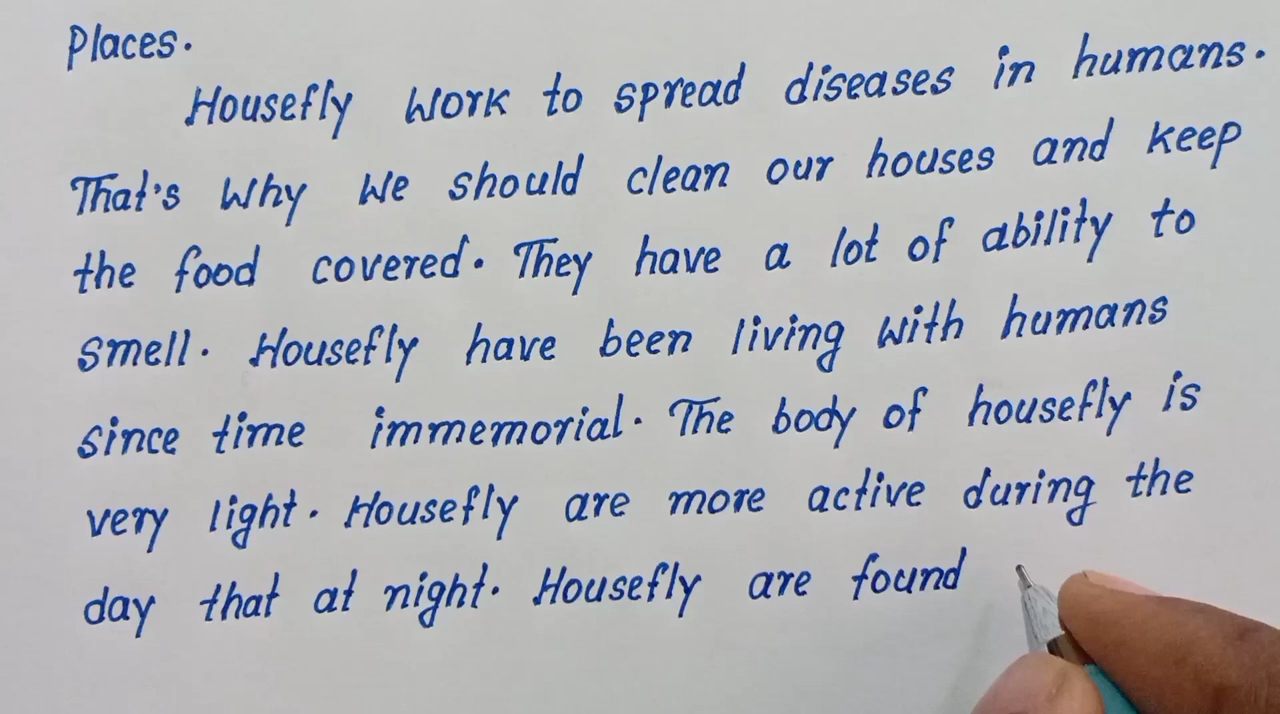 Places.
Housefly work to spread diseases in humans.
That's why we should clean our houses and keep
the food covered. They have a lot of ability to
smell. Housefly have been living with humans
since time immemorial. The body of housefly is
very light. Housefly are more active during the
day that at night. Housefly are found